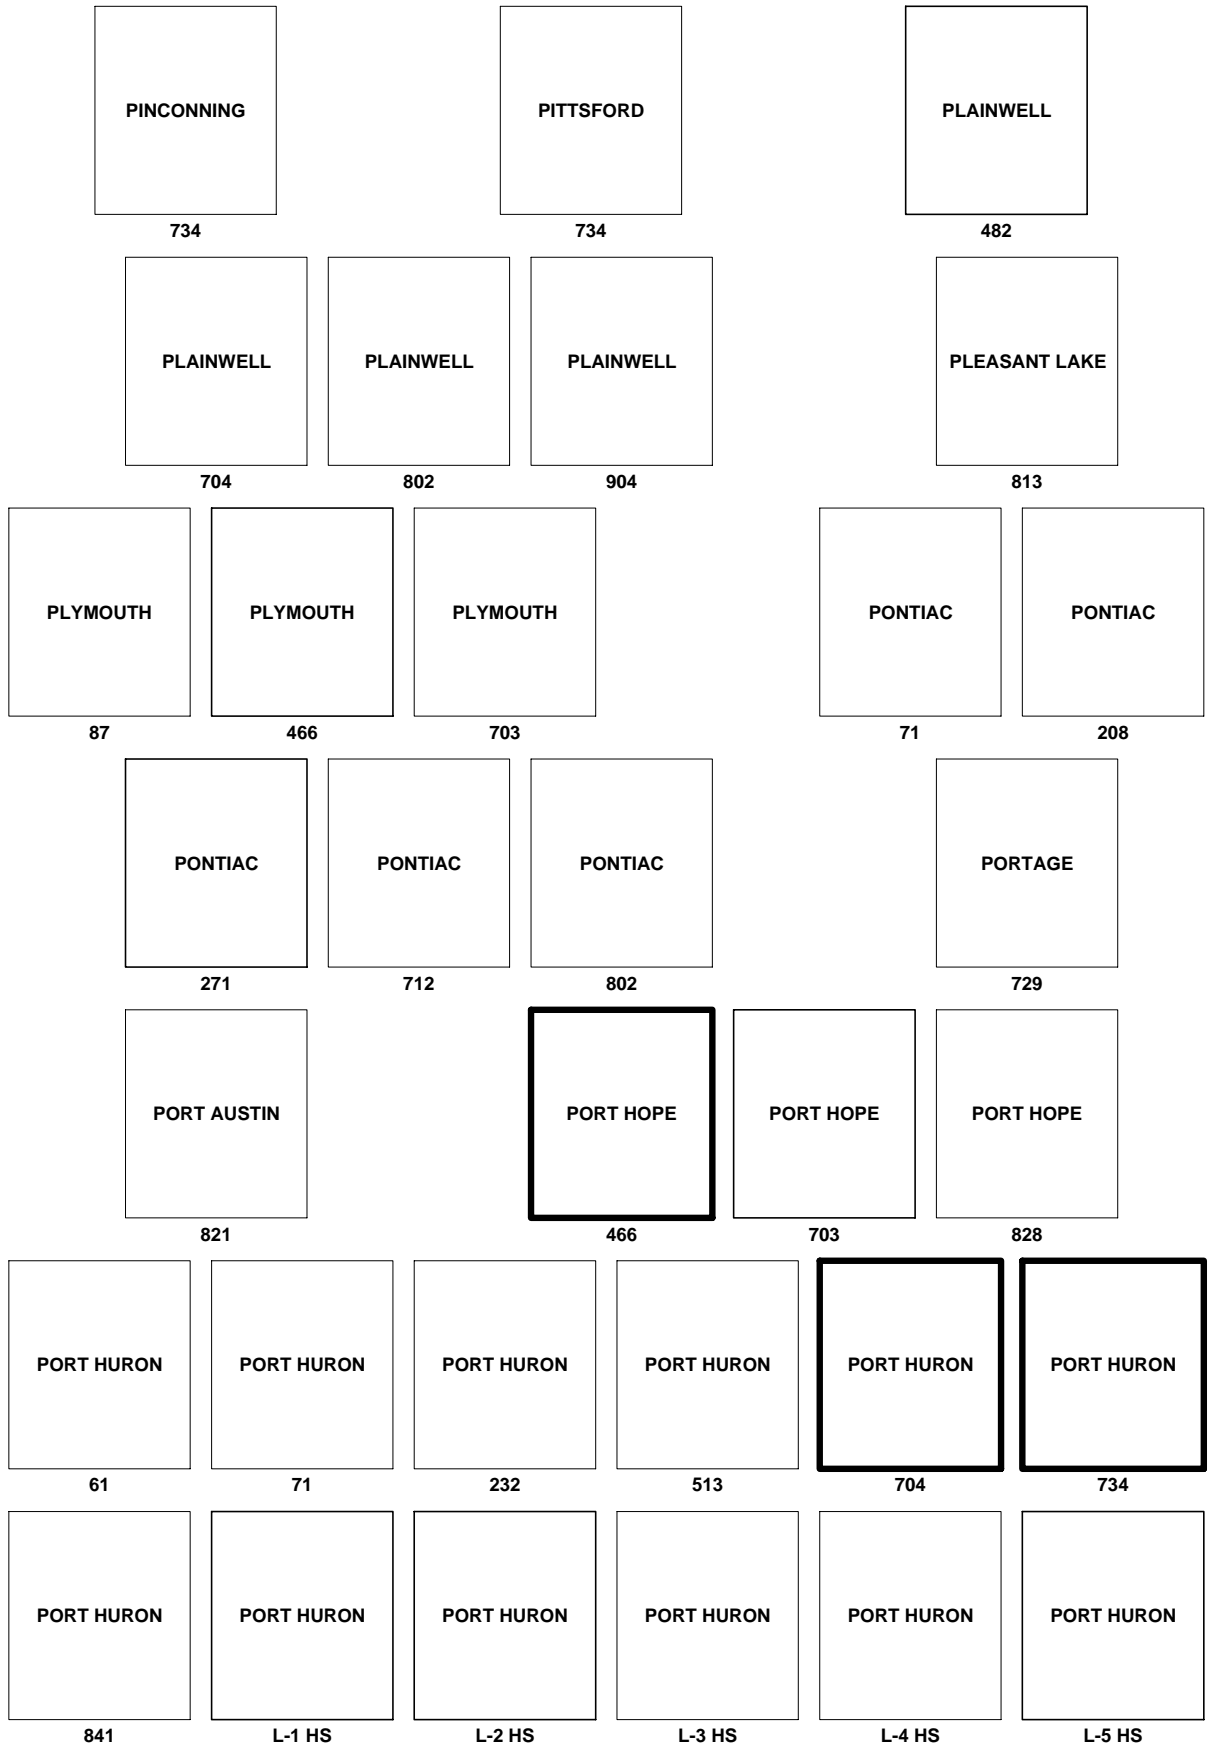 PINCONNING PITTSFORD PLAINWELL
734 734 482
PLAINWELL PLAINWELL PLAINWELL PLEASANT LAKE
704 802 904 813
PLYMOUTH PLYMOUTH PLYMOUTH PONTIAC PONTIAC
87 466 703 71 208
PONTIAC PONTIAC PONTIAC PORTAGE
271 712 802 729
PORT AUSTIN PORT HOPE PORT HOPE PORT HOPE
821 466 703 828
PORT HURON PORT HURON PORT HURON PORT HURON PORT HURON PORT HURON
61 71 232 513 704 734
PORT HURON PORT HURON PORT HURON PORT HURON PORT HURON PORT HURON
841 L-1 HS L-2 HS L-3 HS L-4 HS L-5 HS